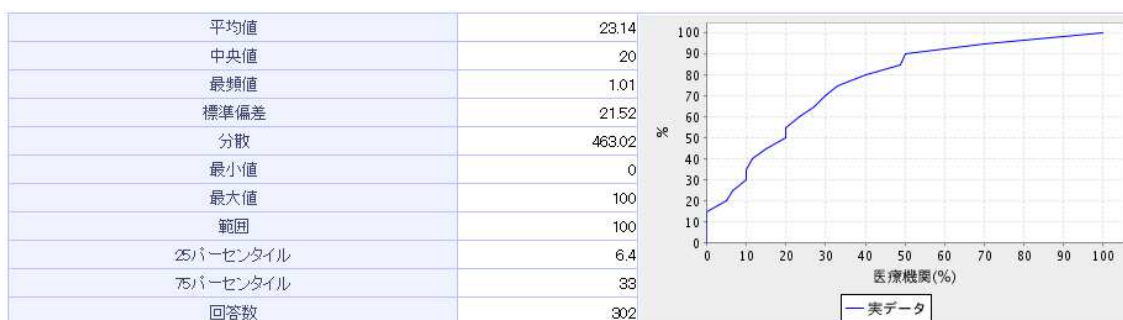 平均値 23.14
中央値 20
最頻値 1.01
標準偏差 21.52
分散 463.02
最小値 0
最大値 100
範囲 100
25パーセンタイル 6.4
75パーセンタイル 33
回答数 302
100
90
80
70
60
50
40
30
20
10
0
%
0 10 20 30 40 50 60 70 80 90 100
医療機関(%)
実データ